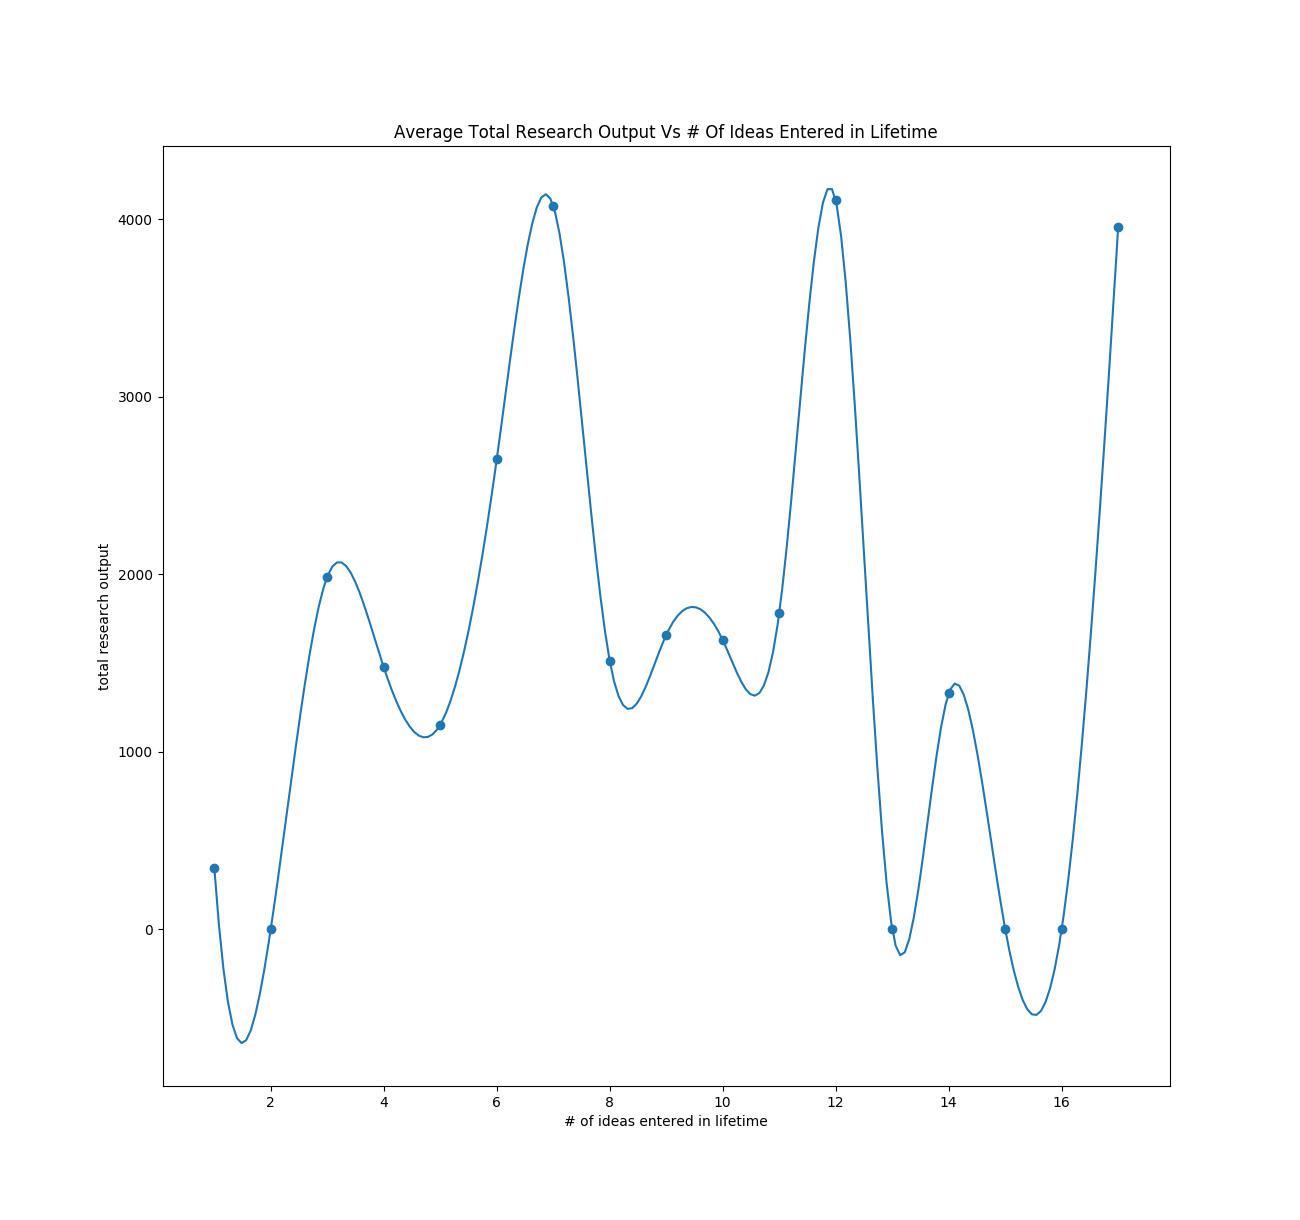 Average Total Research Output Vs # Of Ideas Entered in Lifetime
total research output
4000
3000
2000
1000
0
2 4 6 8 10 12 14 16
# of ideas entered in lifetime